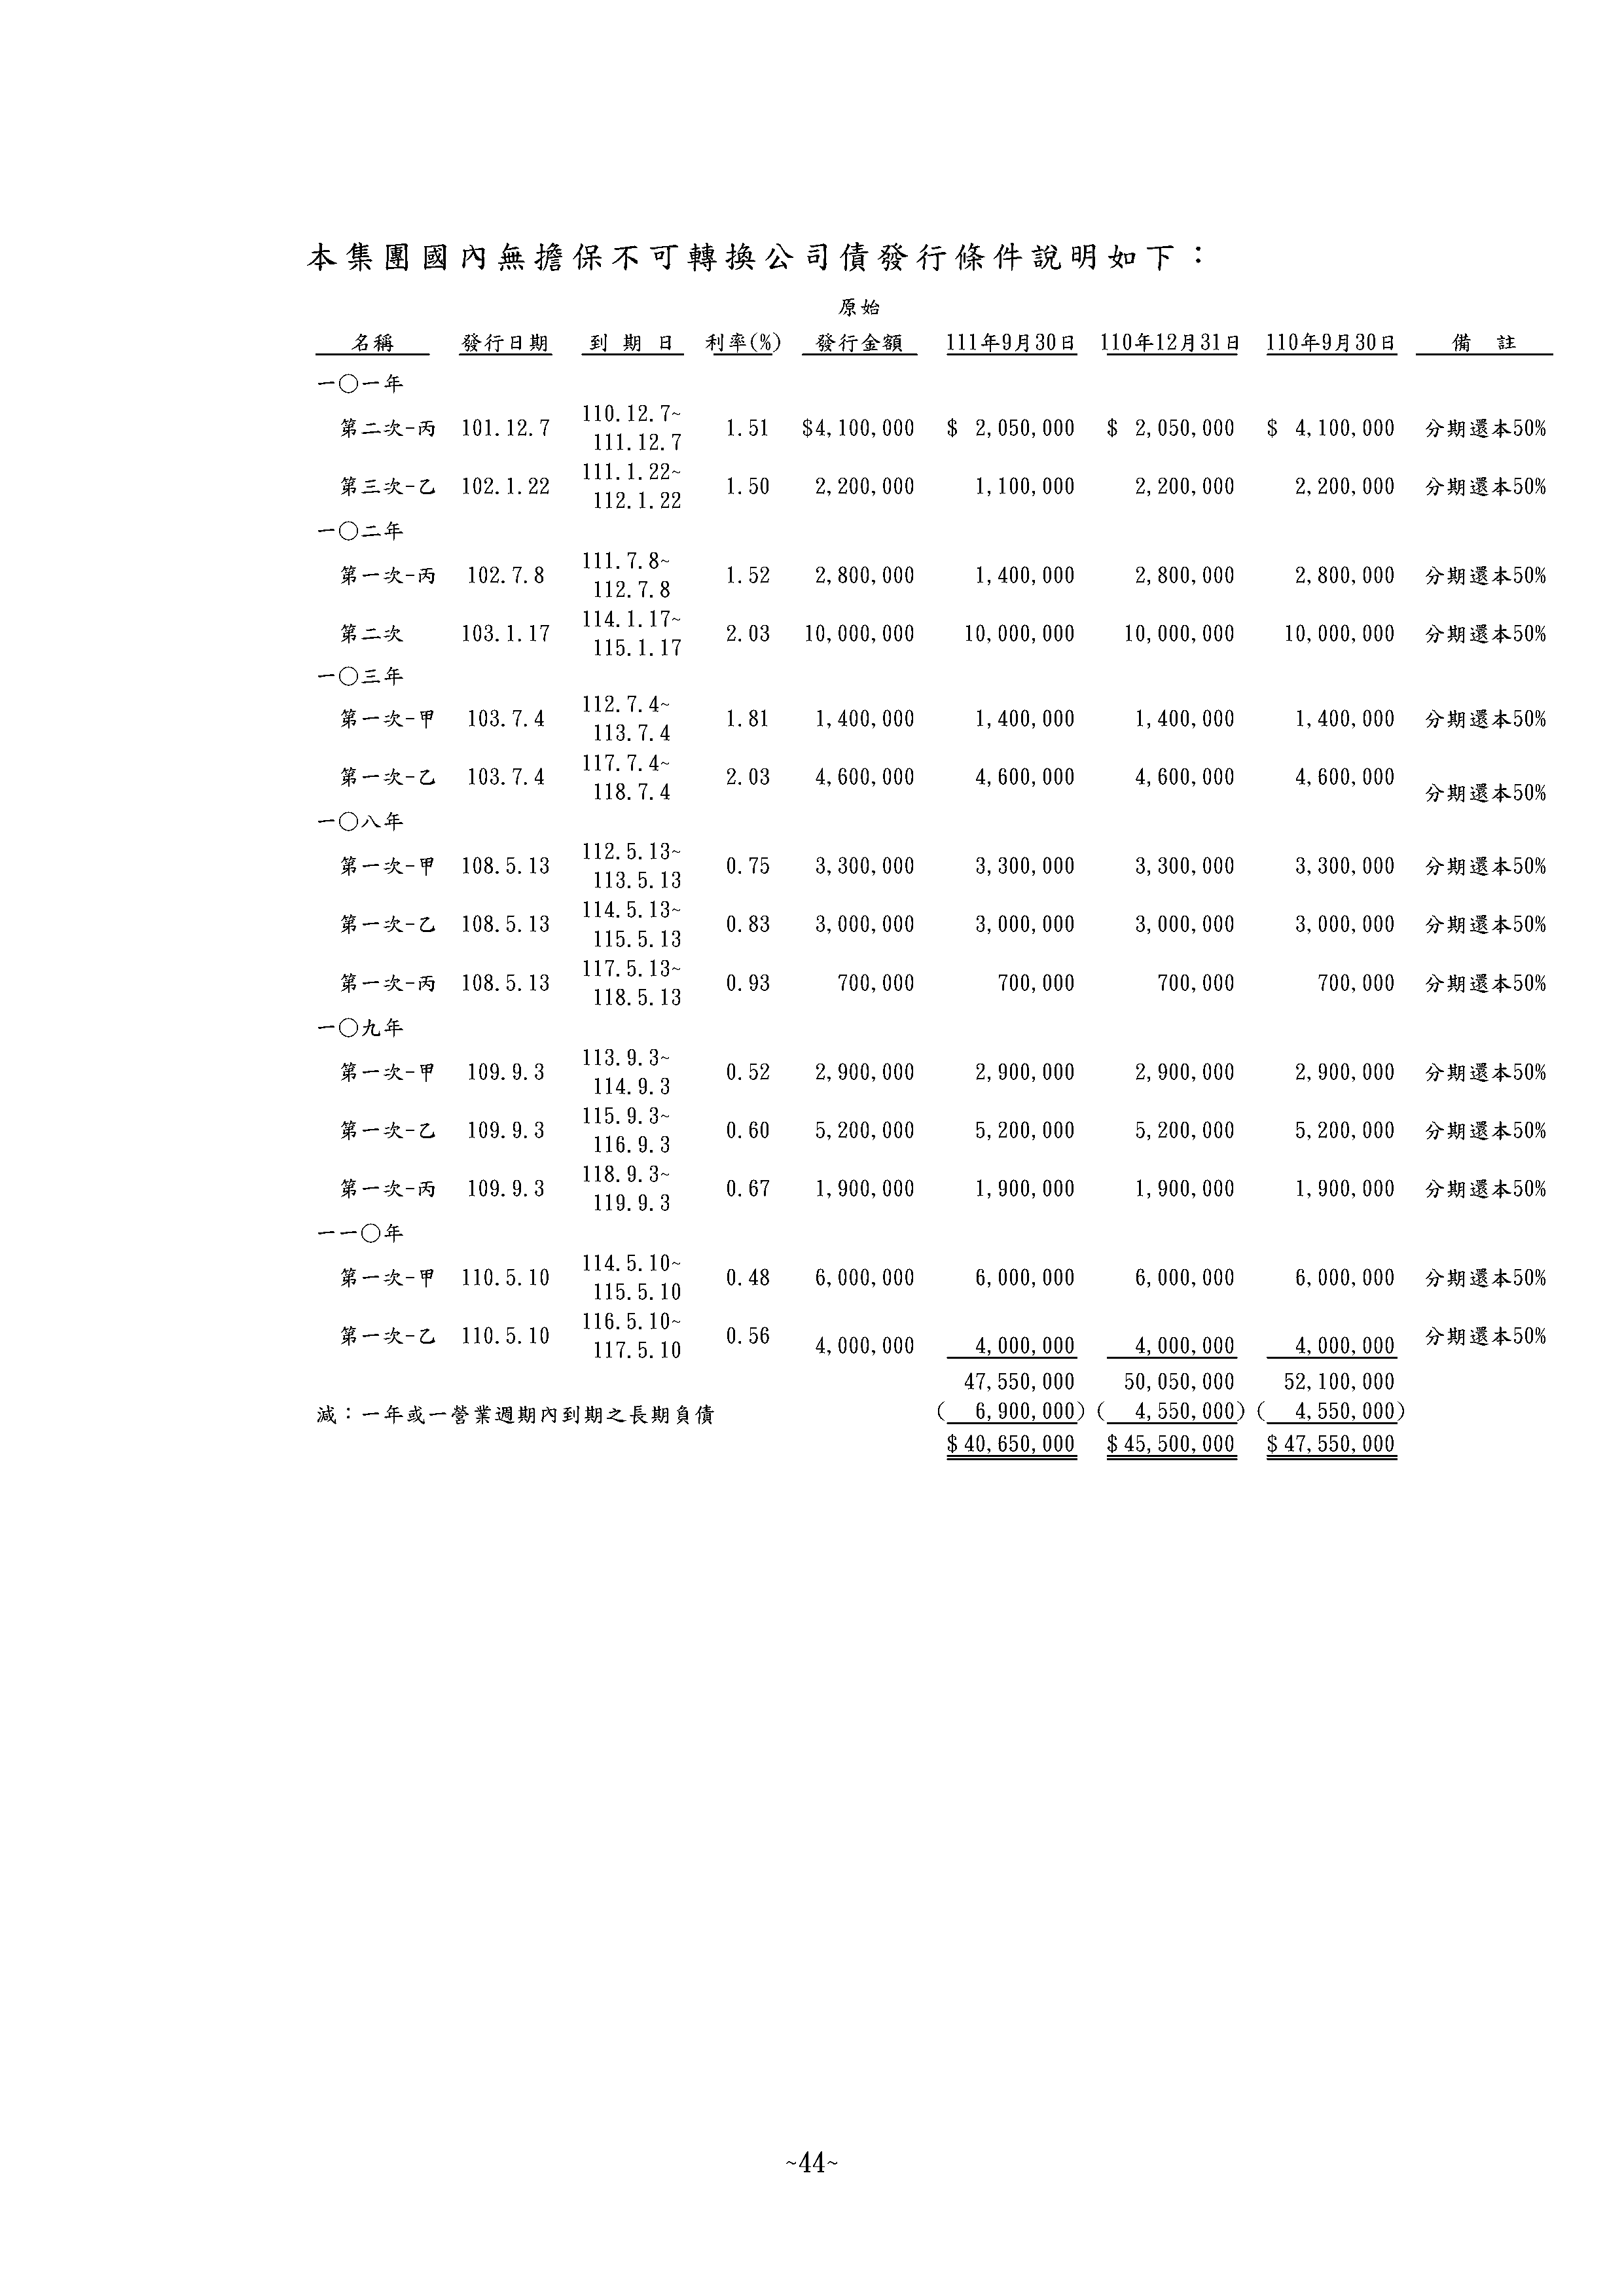 本集團國內無擔保不可轉換公司債發行條件說明如下：
原始
名稱 發行日期 到 期 日 利率(%) 發行金額 111年9月30日 110年12月31日 110年9月30日 備 註
一〇一年
第二次-丙 101.12.7 110.12.7~ 111.12.7 1.51 $4,100,000 $ 2,050,000 $ 2,050,000 $ 4,100,000 分期還本50%
第三次-乙 102.1.22 111.1.22~ 112.1.22 1.50 2,200,000 1,100,000 2,200,000 2,200,000 分期還本50%
一〇二年
第一次-丙 102.7.8 111.7.8~ 112.7.8 1.52 2,800,000 1,400,000 2,800,000 2,800,000 分期還本50%
第二次 103.1.17 114.1.17~ 115.1.17 2.03 10,000,000 10,000,000 10,000,000 10,000,000 分期還本50%
一〇三年
第一次-甲 103.7.4 112.7.4~ 113.7.4 1.81 1,400,000 1,400,000 1,400,000 1,400,000 分期還本50%
第一次-乙 103.7.4 117.7.4~ 118.7.4 2.03 4,600,000 4,600,000 4,600,000 4,600,000 分期還本50%
一〇八年
第一次-甲 108.5.13 112.5.13~ 113.5.13 0.75 3,300,000 3,300,000 3,300,000 3,300,000 分期還本50%
第一次-乙 108.5.13 114.5.13~ 115.5.13 0.83 3,000,000 3,000,000 3,000,000 3,000,000 分期還本50%
第一次-丙 108.5.13 117.5.13~ 118.5.13 0.93 700,000 700,000 700,000 700,000 分期還本50%
一〇九年
第一次-甲 109.9.3 113.9.3~ 114.9.3 0.52 2,900,000 2,900,000 2,900,000 2,900,000 分期還本50%
第一次-乙 109.9.3 115.9.3~ 116.9.3 0.60 5,200,000 5,200,000 5,200,000 5,200,000 分期還本50%
第一次-丙 109.9.3 118.9.3~ 119.9.3 0.67 1,900,000 1,900,000 1,900,000 1,900,000 分期還本50%
一一〇年
第一次-甲 110.5.10 114.5.10~ 115.5.10 0.48 6,000,000 6,000,000 6,000,000 6,000,000 分期還本50%
第一次-乙 110.5.10 116.5.10~ 117.5.10 0.56 4,000,000 4,000,000 4,000,000 4,000,000 分期還本50%
47,550,000 50,050,000 52,100,000
減：一年或一營業週期內到期之長期負債 ( 6,900,000) ( 4,550,000) ( 4,550,000)
$ 40,650,000 $ 45,500,000 $ 47,550,000
~44~